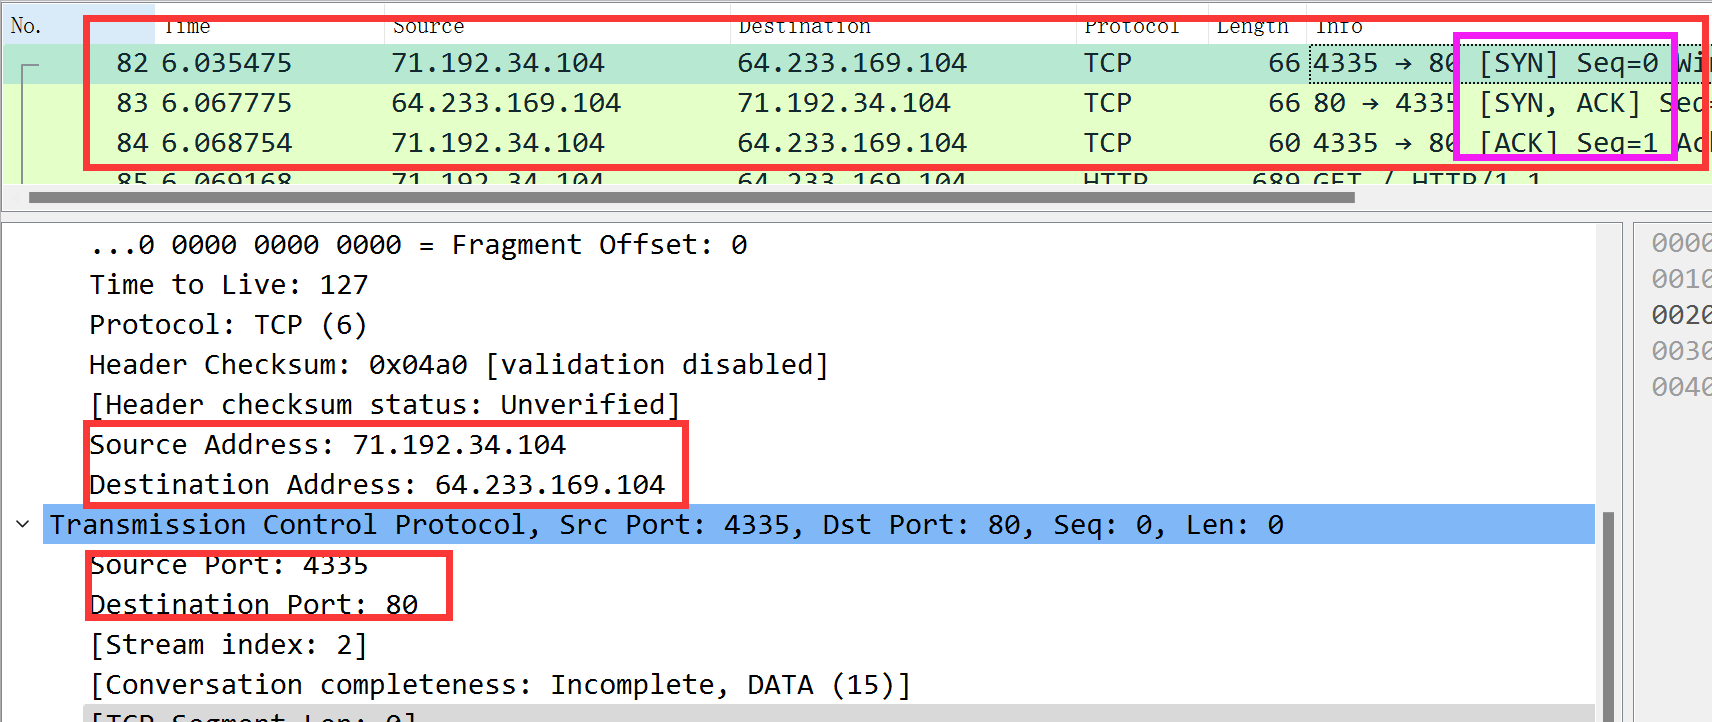 No. Time Source Destination Protocol Length Info
82 6.035475 71.192.34.104 64.233.169.104 TCP 66 4335 → 80 [SYN] Seq=0
83 6.067775 64.233.169.104 71.192.34.104 TCP 66 80 → 4335 [SYN, ACK]
84 6.068754 71.192.34.104 64.233.169.104 TCP 60 4335 → 80 [ACK] Seq=1
85 6.069168 71.192.34.104 64.233.169.104 HTTP 689 GET / HTTP/1.1
...0 0000 0000 0000 = Fragment Offset: 0
Time to Live: 127
Protocol: TCP (6)
Header Checksum: 0x04a0 [validation disabled]
[Header checksum status: Unverified]
Source Address: 71.192.34.104
Destination Address: 64.233.169.104
Transmission Control Protocol, Src Port: 4335, Dst Port: 80, Seq: 0, Len: 0
Source Port: 4335
Destination Port: 80
[Stream index: 2]
[Conversation completeness: Incomplete, DATA (15)]
[TCP Segment Len: 0]
0000
0010
0020
0030
0040